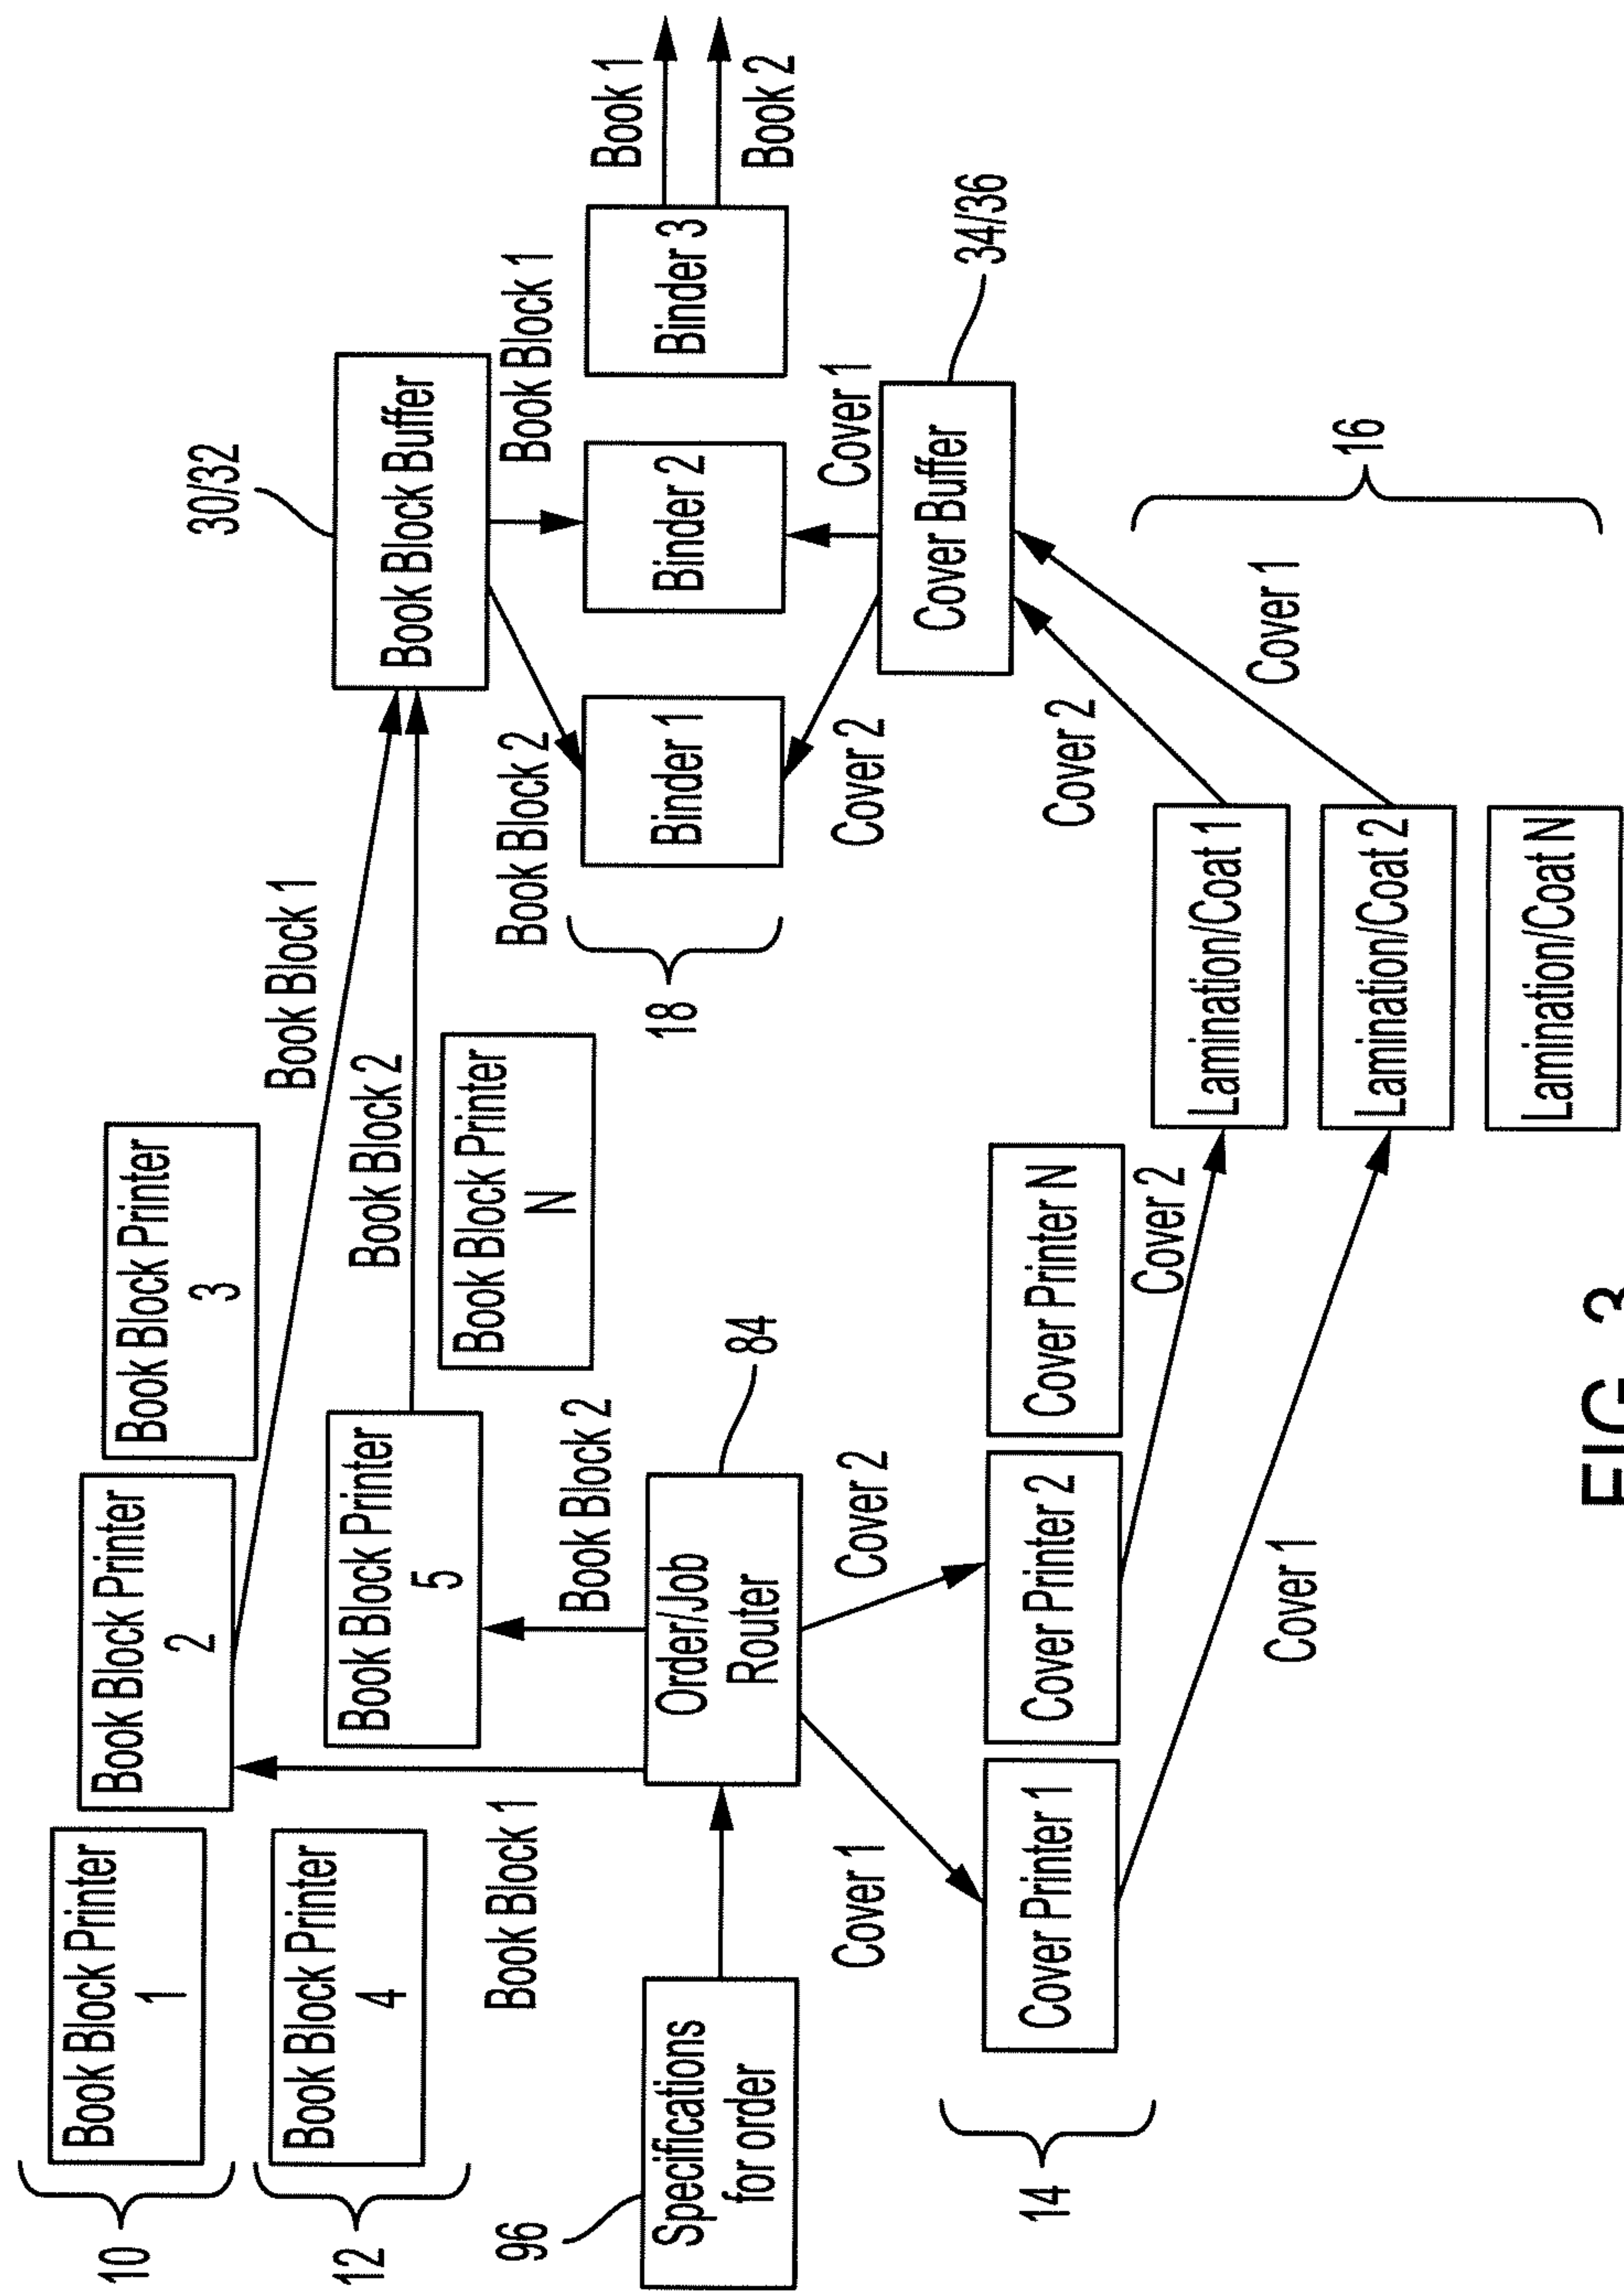 10
Book Block Printer
1
Book Block Printer
2
Book Block Printer
3
12
Book Block Printer
4
Book Block Printer
5
Book Block Printer
N
Book Block 1
Book Block 2
Book Block 1
Book Block 2
30/32
Book Block Buffer
96
Specifications
for order
Order/Job
Router
84
Book Block 2
Book Block 1
18
Binder 1
Binder 2
Binder 3
Book 1
Book 2
Cover 2
Cover 1
Cover Buffer
34/36
Cover 1
Cover 2
14
Cover Printer 1
Cover Printer 2
Cover Printer N
Cover 2
Cover 1
Cover 2
Cover 1
16
Lamination/Coat 1
Lamination/Coat 2
Lamination/Coat N
FIG. 3